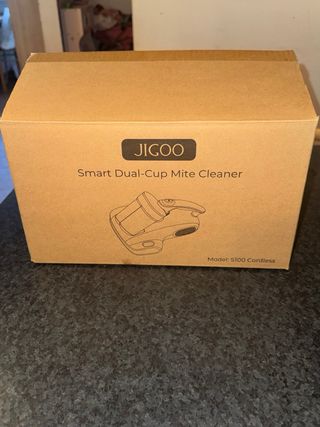 JIGOO
Smart Dual-Cup Mite Cleaner
Model: S100 Cordless